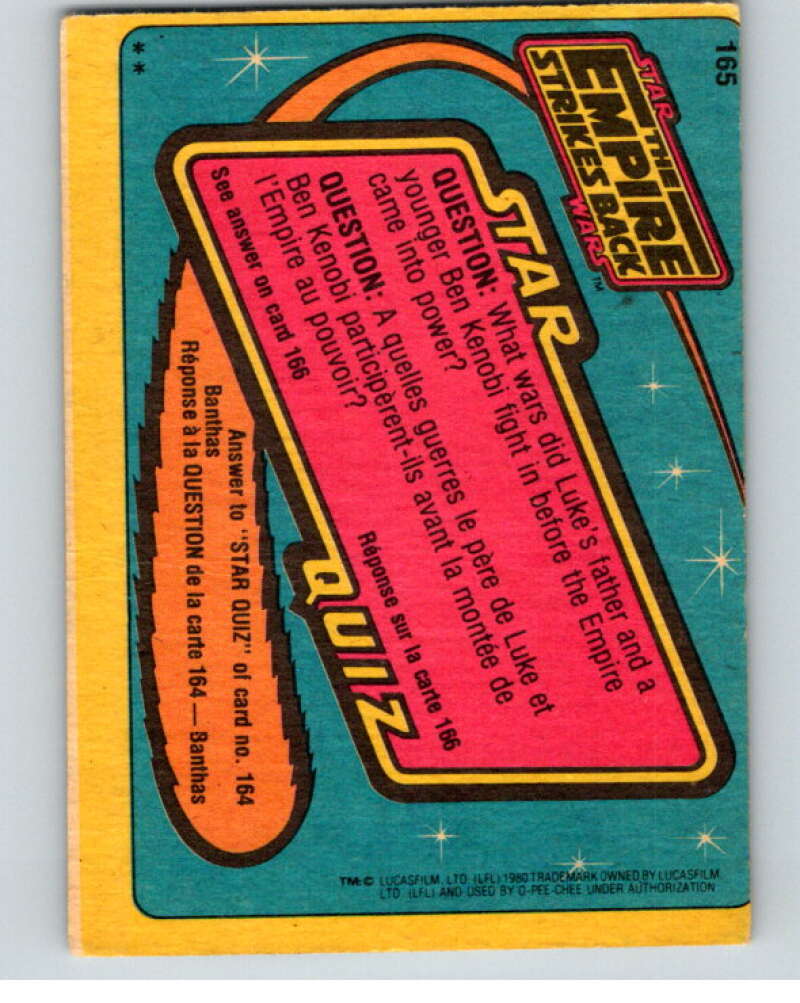 165
STAR
THE
EMPIRE
STRIKES BACK
WARS™
STAR
QUIZ
QUESTION: What wars did Luke's father and a
younger Ben Kenobi fight in before the Empire
came into power?
QUESTION: A quelles guerres le père de Luke et
Ben Kenobi participèrent-ils avant la montée de
l'Empire au pouvoir?
See answer on card 166
Réponse sur la carte 166
Answer to "STAR QUIZ" of card no. 164
Banthas
Réponse à la QUESTION de la carte 164 — Banthas
**
TM: © LUCASFILM, LTD. (LFL) 1980 TRADEMARK OWNED BY LUCASFILM,
LTD. (LFL) AND USED BY O-PEE-CHEE UNDER AUTHORIZATION